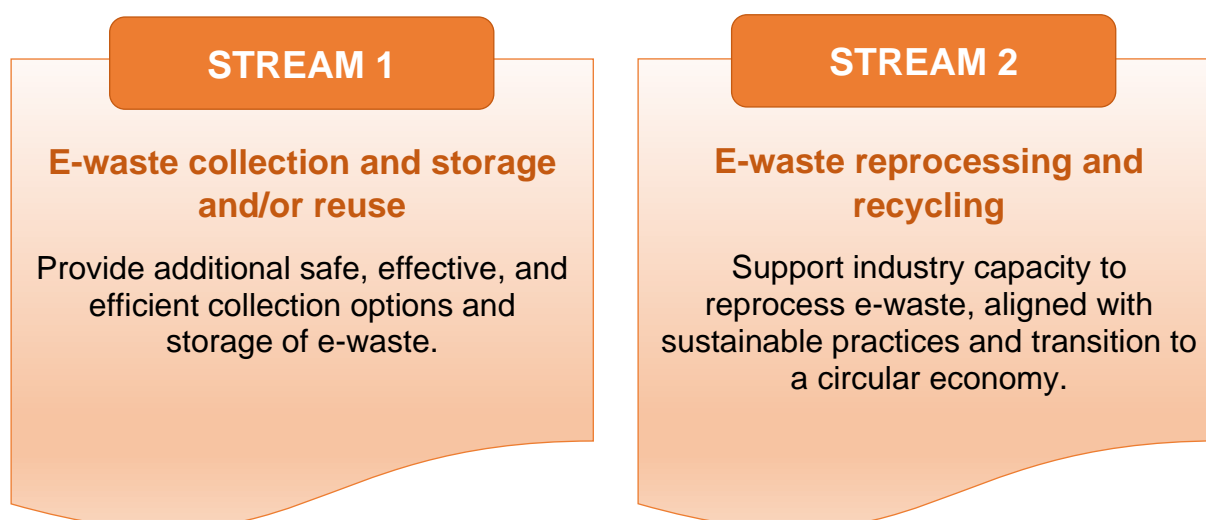 STREAM 1
E-waste collection and storage
and/or reuse
Provide additional safe, effective, and
efficient collection options and
storage of e-waste.
STREAM 2
E-waste reprocessing and
recycling
Support industry capacity to
reprocess e-waste, aligned with
sustainable practices and transition to
a circular economy.